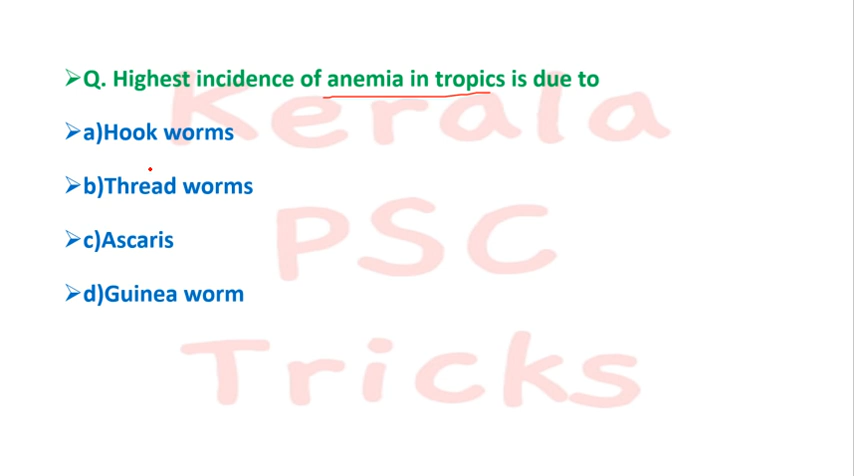 ➢Q. Highest incidence of anemia in tropics is due to
➢a)Hook worms
➢b)Thread worms
➢c)Ascaris
➢d)Guinea worm
Kerala
PSC
Tricks